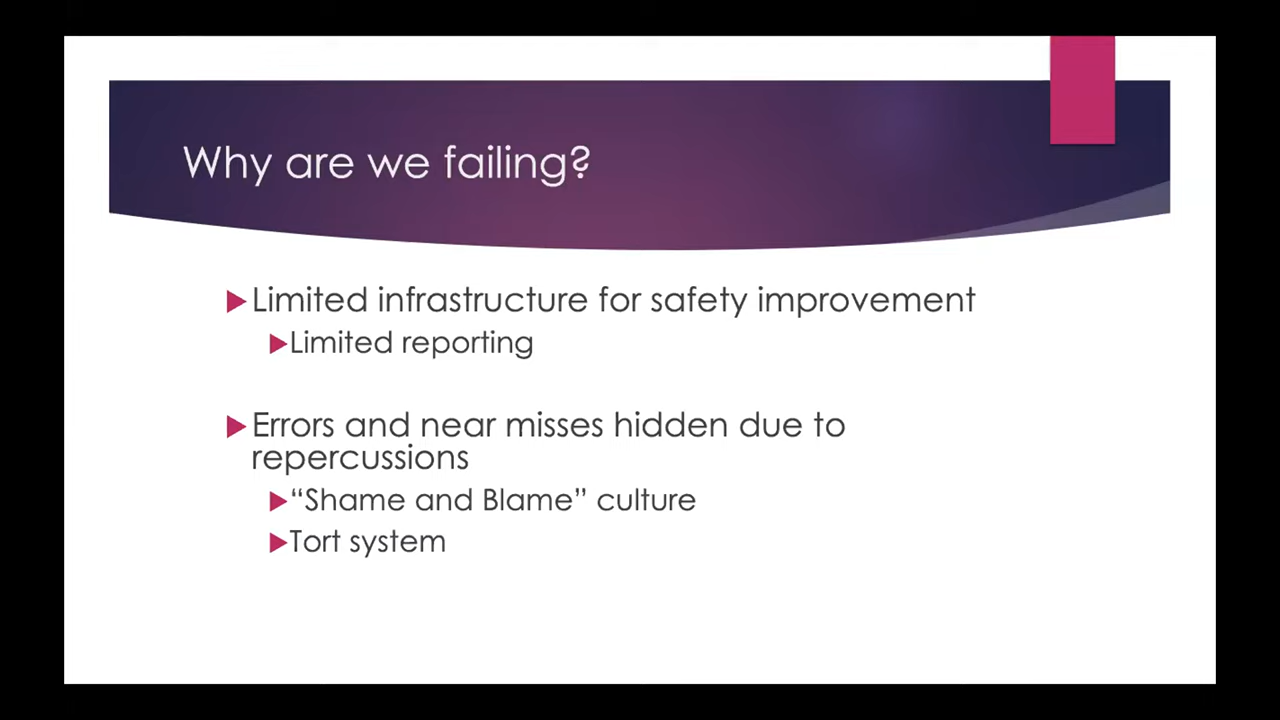 Why are we failing?
Limited infrastructure for safety improvement
Limited reporting
Errors and near misses hidden due to
repercussions
“Shame and Blame” culture
Tort system